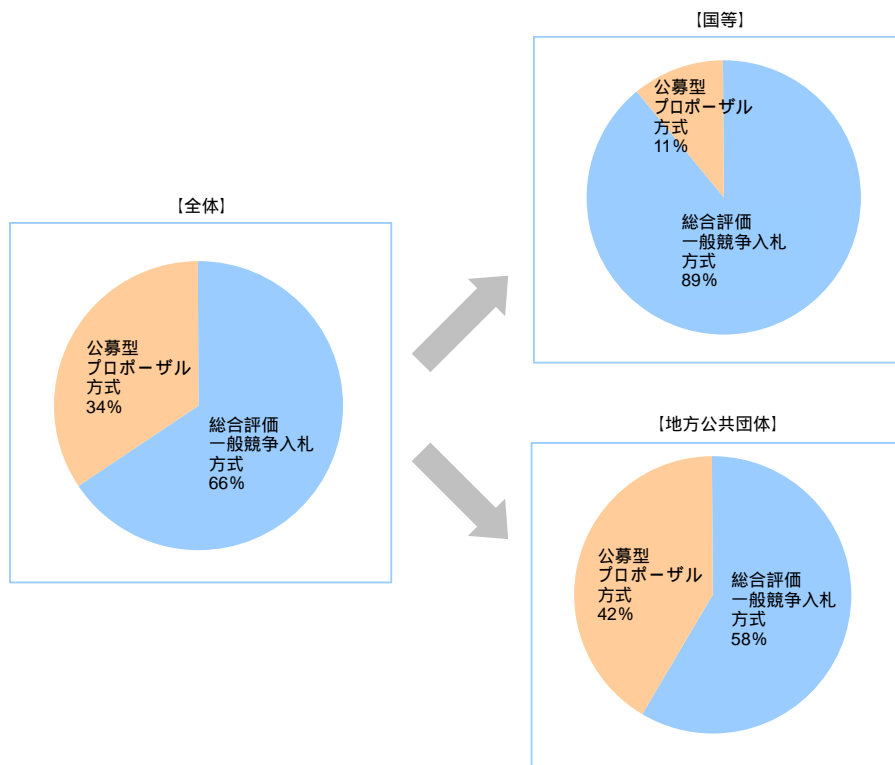 【全体】
公募型
プロポーザル
方式
34%
総合評価
一般競争入札
方式
66%
【国等】
公募型
プロポーザル
方式
11%
総合評価
一般競争入札
方式
89%
【地方公共団体】
公募型
プロポーザル
方式
42%
総合評価
一般競争入札
方式
58%